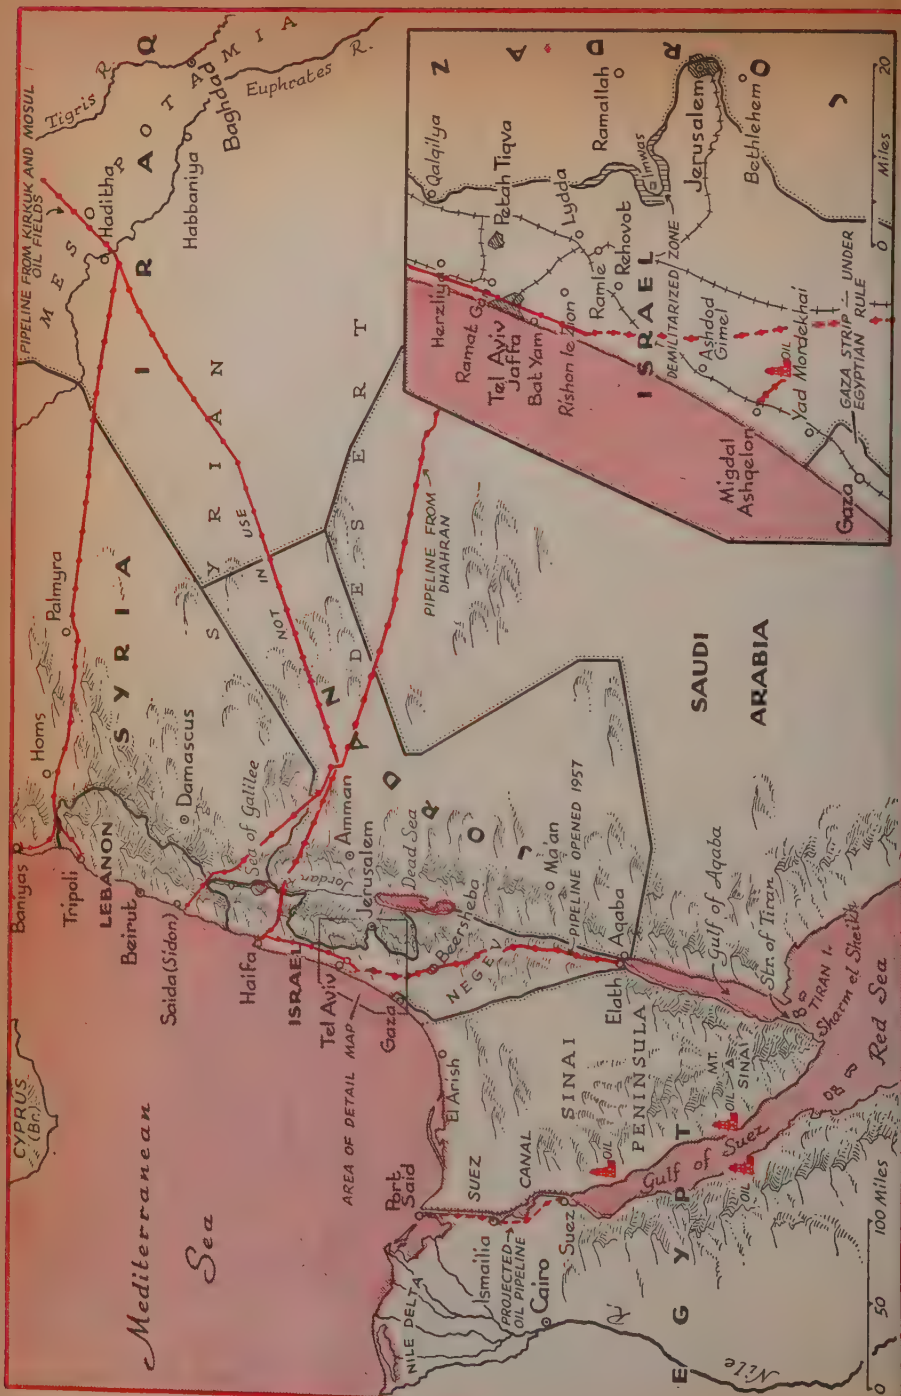 CYPRUS
(Br.)
Mediterranean
Sea
Baniyas
Homs
Palmyra
Tripoli
LEBANON
Beirut
SYRIA
Damascus
Saida (Sidon)
Sea of Galilee
Haifa
ISRAEL
Jordan
Amman
Tel Aviv
Jerusalem
Dead Sea
AREA OF DETAIL MAP
Gaza
Beersheba
NEGEV
JORDAN
Ma'an
PIPELINE OPENED 1957
Elath
Aqaba
El Arish
SINAI
PENINSULA
MT.
SINAI
Gulf of Aqaba
Str. of Tiran
TIRAN I.
Sharm el Sheikh
Red Sea
Port
Said
SUEZ
CANAL
Ismailia
PROJECTED
OIL PIPELINE
Suez
Gulf of Suez
OIL
OIL
OIL
NILE DELTA
Cairo
EGYPT
Nile
0 50 100 Miles
PIPELINE FROM KIRKUK AND MOSUL
OIL FIELDS
Tigris R.
MESOPOTAMIA
Haditha
IRAQ
Habbaniya
Baghdad
Euphrates R.
SYRIAN
DESERT
NOT IN USE
PIPELINE FROM
DHAHRAN
SAUDI
ARABIA
Qalqilya
Herzliy
Petah Tiqva
Ramat G.
Tel Aviv
Jaffa
Bat Yam
Rishon le Zion
Lydda
Ramle
Rehovot
Ramallah
Imwas
JORDAN
ISRAEL
DEMILITARIZED ZONE
Jerusalem
Bethlehem
Ashdod
Gimel
OIL
Migdal
Ashqelon
Yad Mordekhai
GAZA STRIP — UNDER
EGYPTIAN RULE
Gaza
0 Miles 20